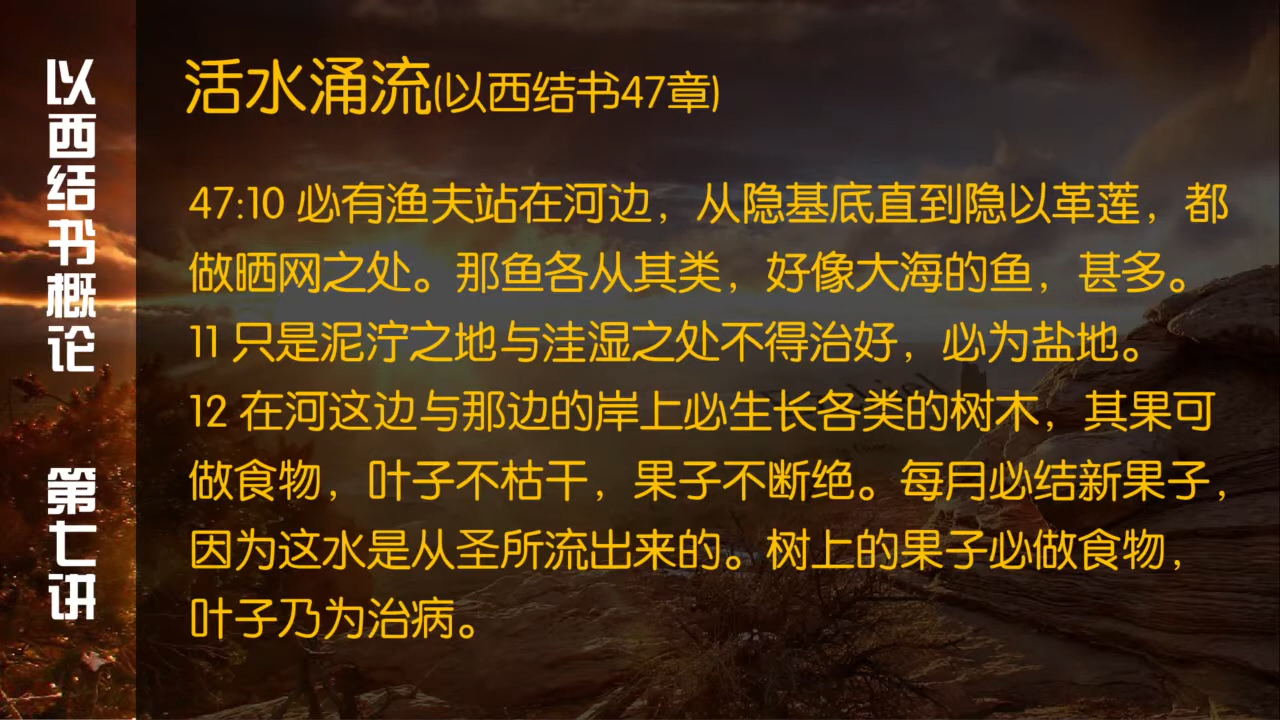 以西结书概论 第七讲
活水涌流(以西结书47章)
47:10 必有渔夫站在河边，从隐基底直到隐以革莲，都
做晒网之处。那鱼各从其类，好像大海的鱼，甚多。
11 只是泥泞之地与洼湿之处不得治好，必为盐地。
12 在河这边与那边的岸上必生长各类的树木，其果可
做食物，叶子不枯干，果子不断绝。每月必结新果子，
因为这水是从圣所流出来的。树上的果子必做食物，
叶子乃为治病。